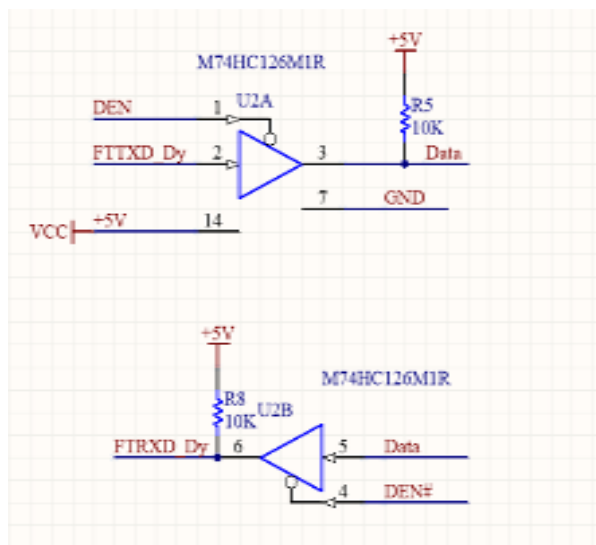 +5V
M74HC126M1R
DEN 1 U2A
R5
10K
FTTXD_Dy 2 3 Data
7 GND
VCC +5V 14
+5V
M74HC126M1R
R8
10K U2B
FTRXD_Dy 6 5 Data
4 DEN#